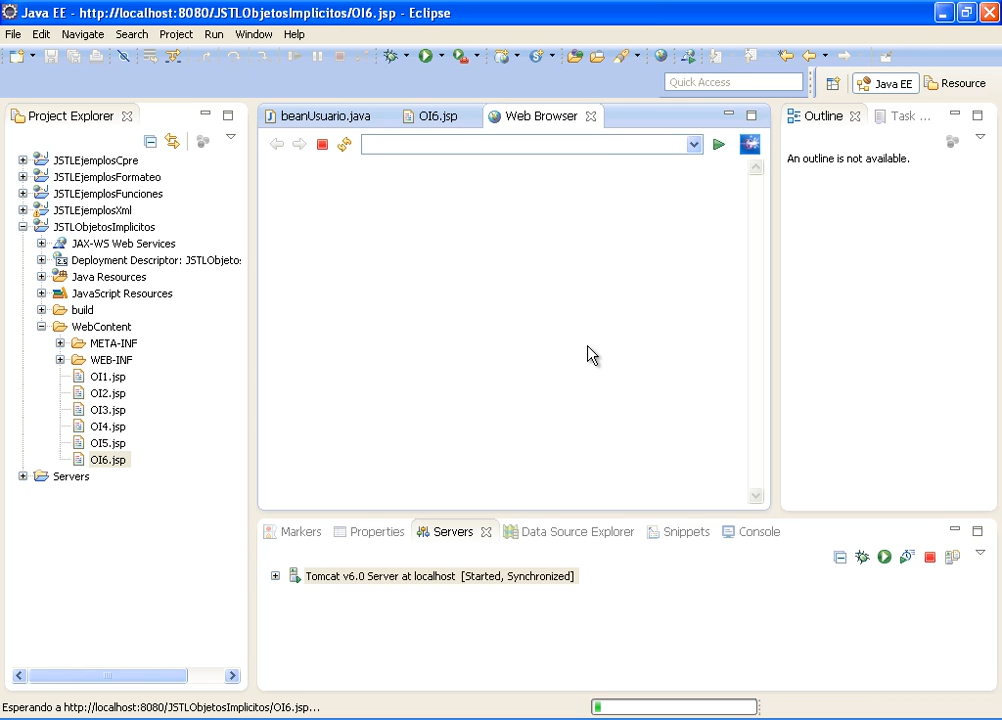 Java EE - http://localhost:8080/JSTLObjetosImplicitos/OI6.jsp - Eclipse
File Edit Navigate Search Project Run Window Help
Quick Access
Java EE
Resource
Project Explorer
beanUsuario.java
OI6.jsp
Web Browser
Outline
Task ...
An outline is not available.
JSTLEjemplosCpre
JSTLEjemplosFormateo
JSTLEjemplosFunciones
JSTLEjemplosXml
JSTLObjetosImplicitos
JAX-WS Web Services
Deployment Descriptor: JSTLObjetos
Java Resources
JavaScript Resources
build
WebContent
META-INF
WEB-INF
OI1.jsp
OI2.jsp
OI3.jsp
OI4.jsp
OI5.jsp
OI6.jsp
Servers
Markers
Properties
Servers
Data Source Explorer
Snippets
Console
Tomcat v6.0 Server at localhost [Started, Synchronized]
Esperando a http://localhost:8080/JSTLObjetosImplicitos/OI6.jsp...